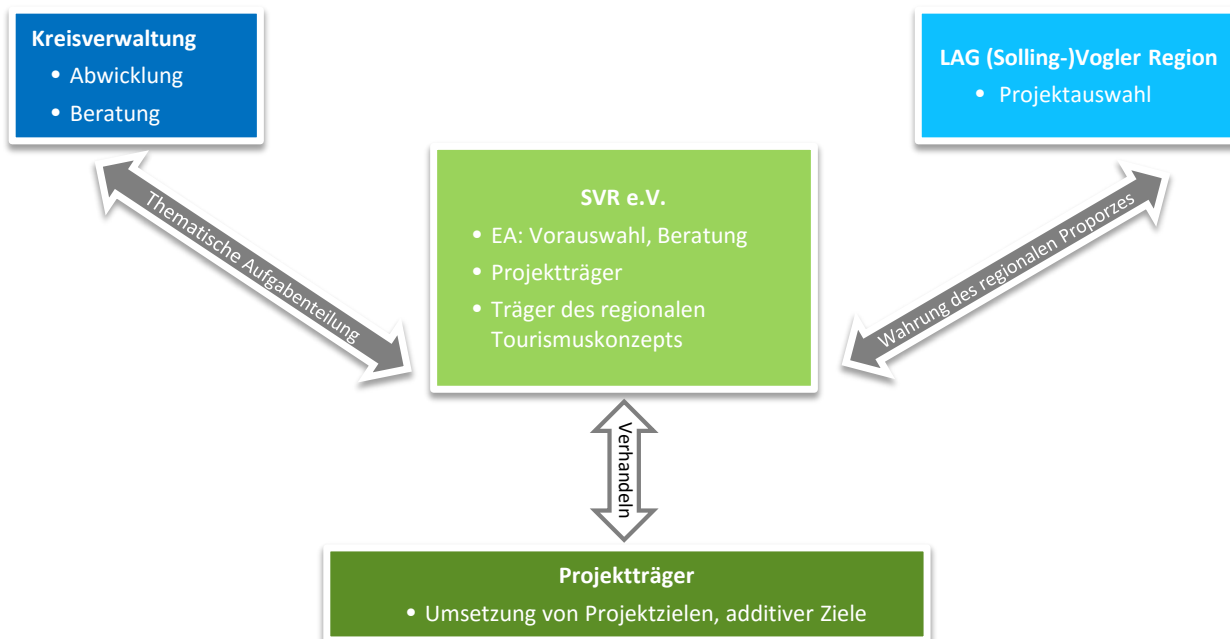 Kreisverwaltung
• Abwicklung
• Beratung
LAG (Solling-)Vogler Region
• Projektauswahl
SVR e.V.
• EA: Vorauswahl, Beratung
• Projektträger
• Träger des regionalen
Tourismuskonzepts
Thematische Aufgabenteilung
Wahrung des regionalen Proporzes
Verhandeln
Projektträger
• Umsetzung von Projektzielen, additiver Ziele